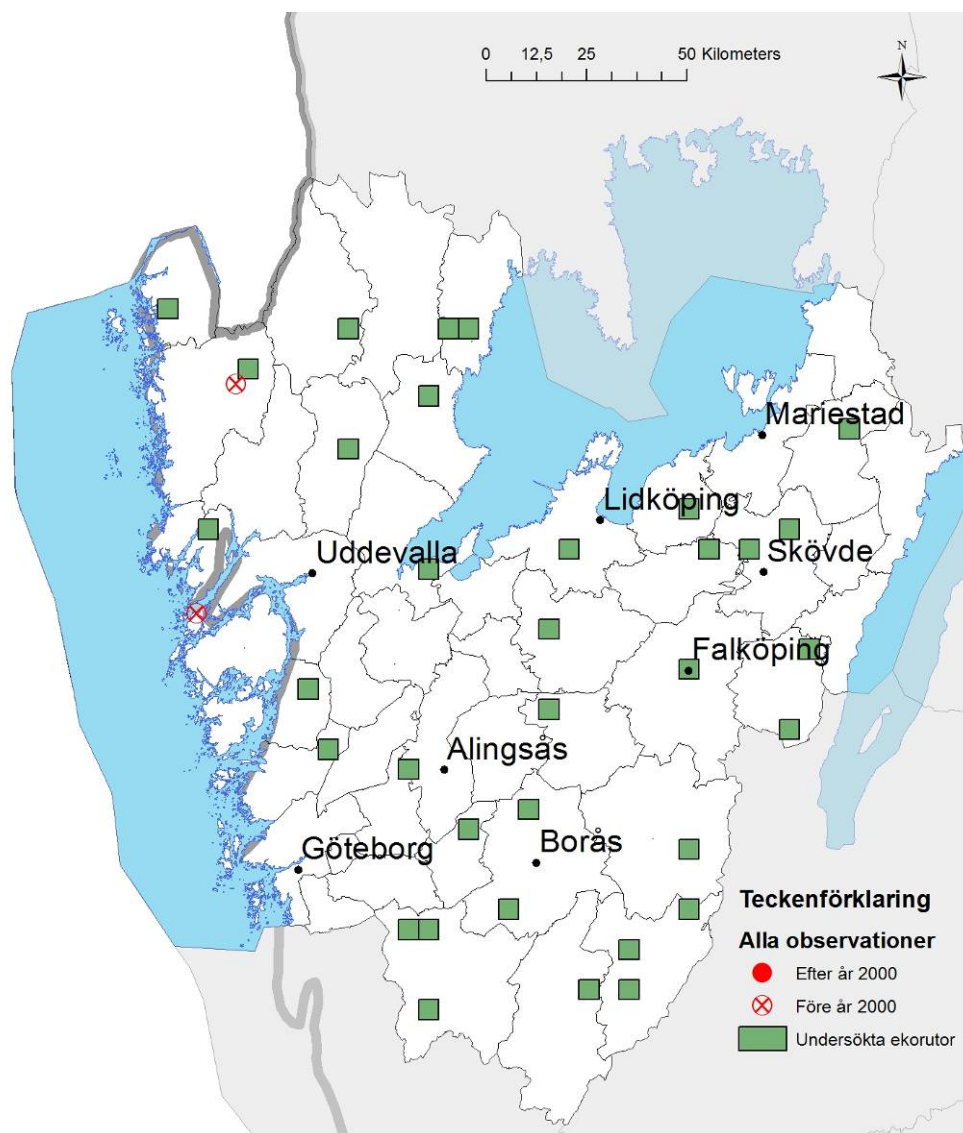 0 12,5 25 50 Kilometers
N
Mariestad
Lidköping
Uddevalla
Skövde
Falköping
Alingsås
Göteborg
Borås
Teckenförklaring
Alla observationer
Efter år 2000
Före år 2000
Undersökta ekorutor